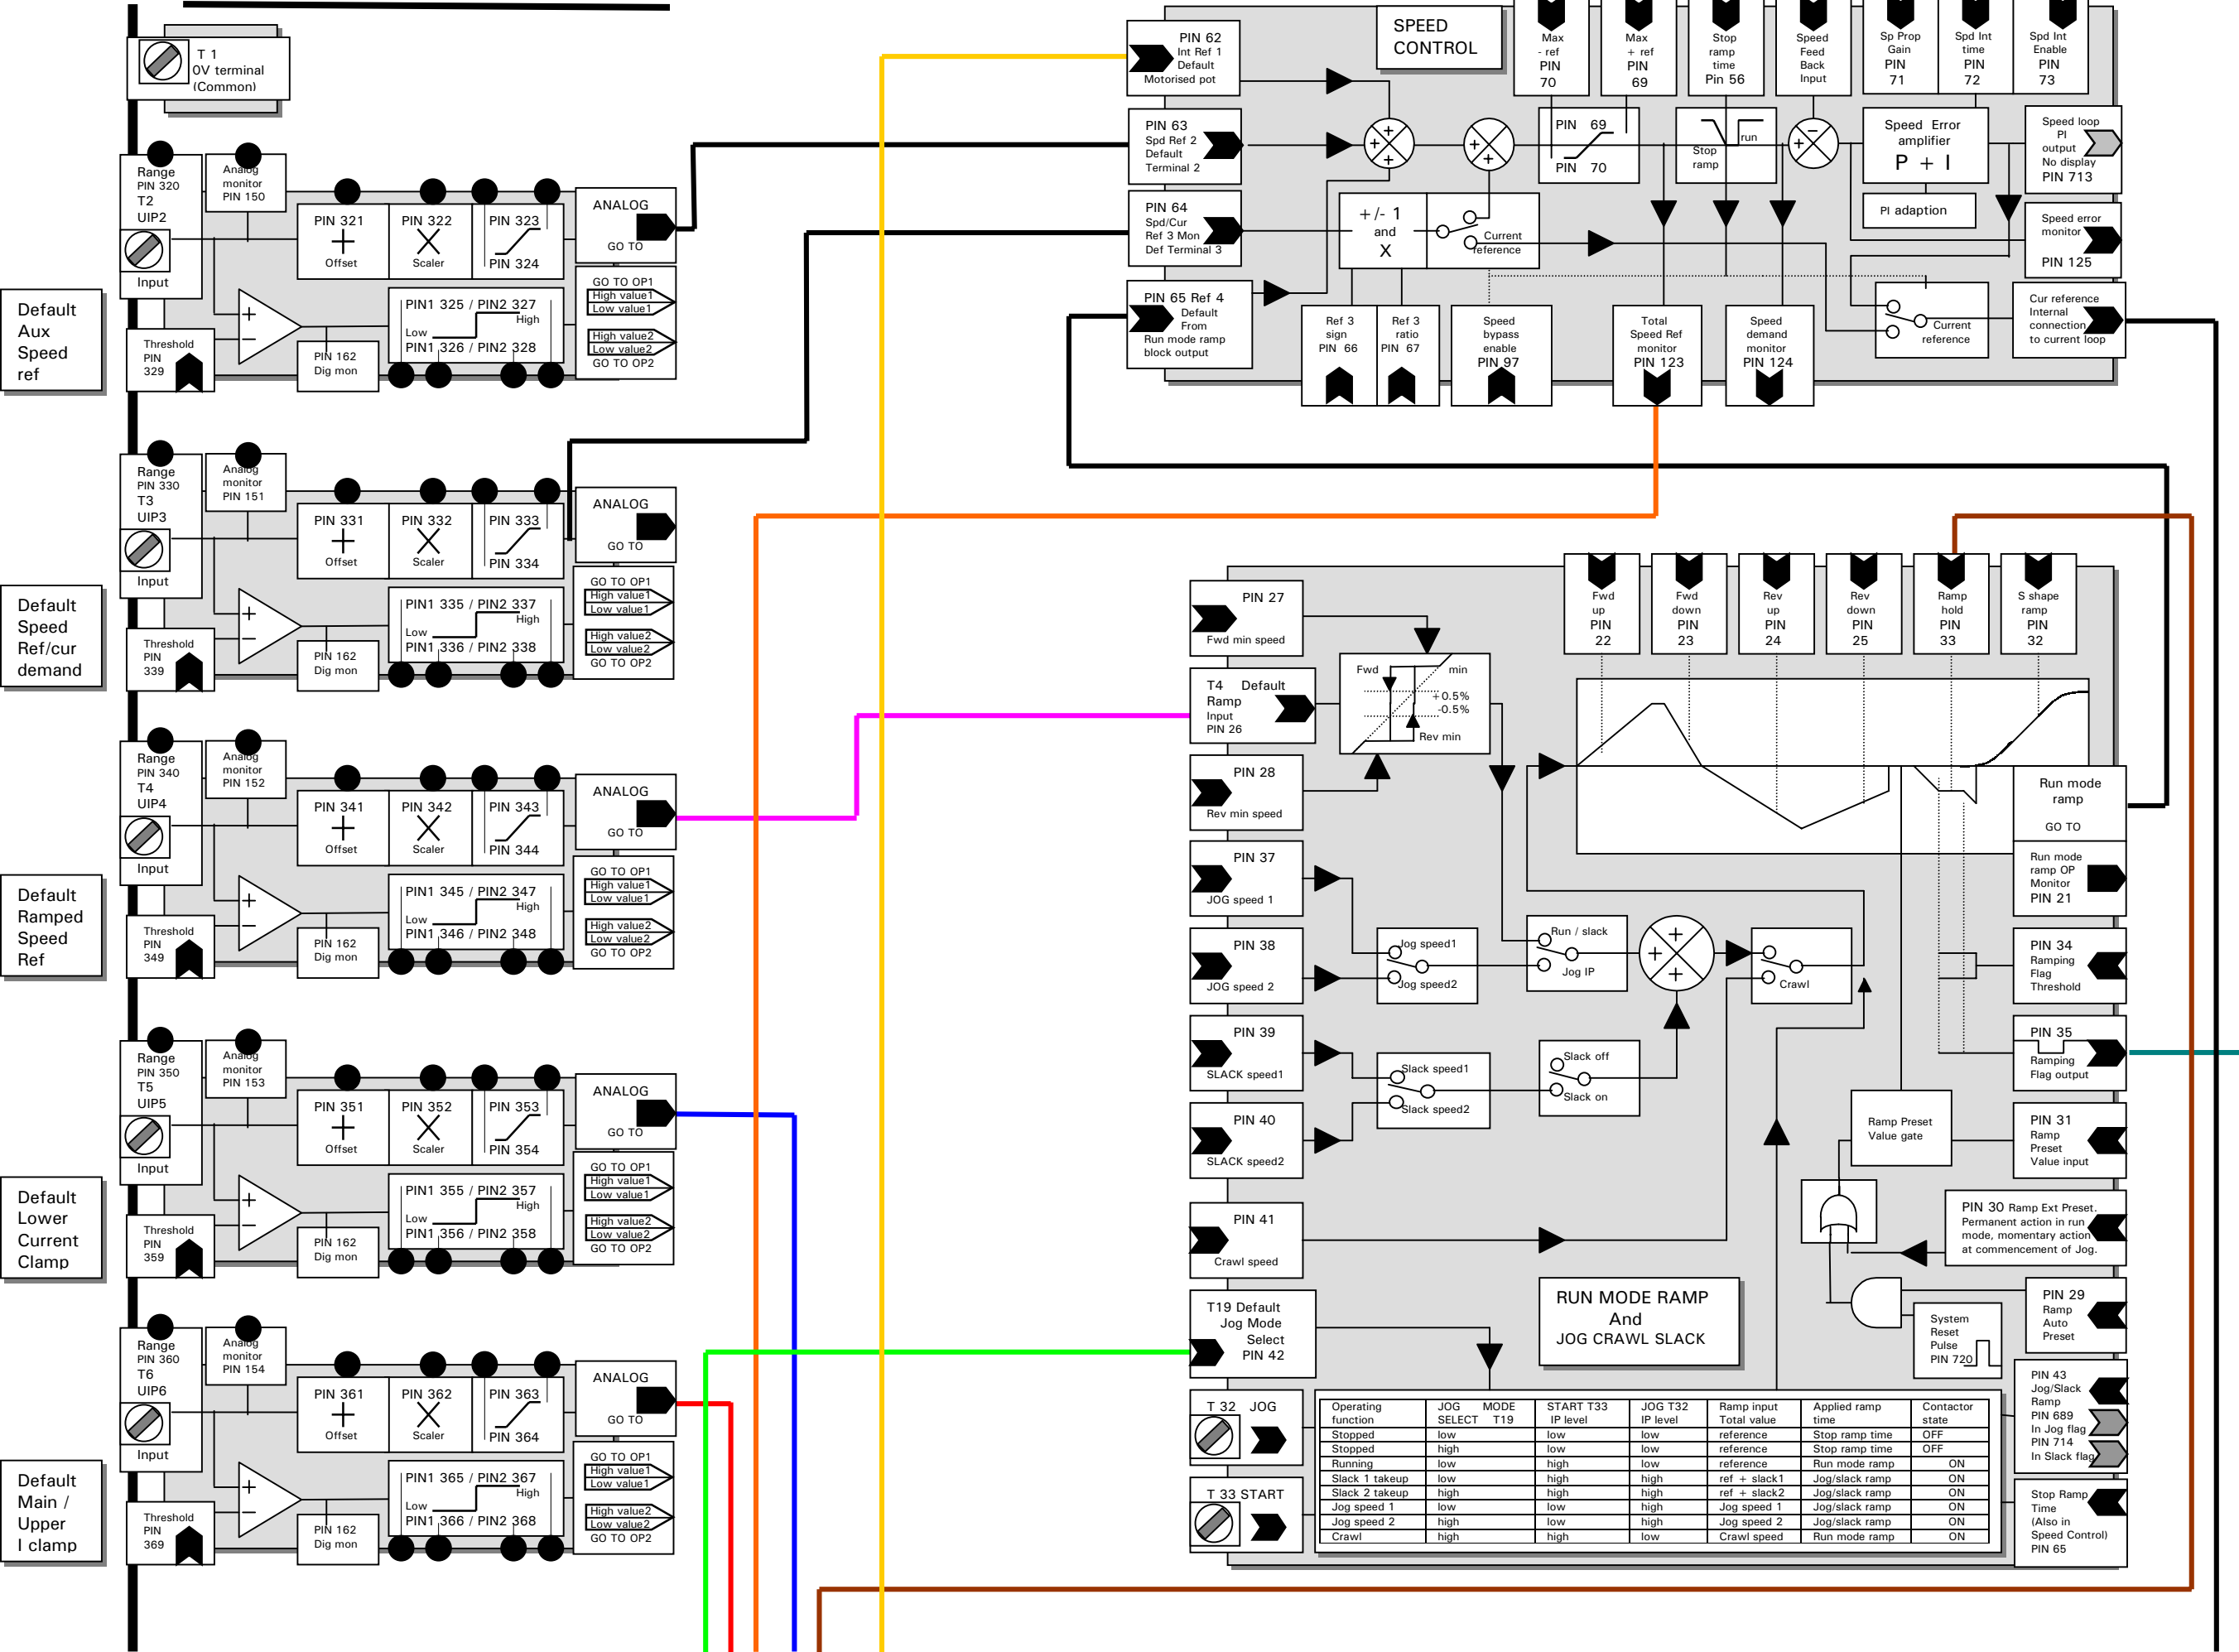 T 1
0V terminal
(Common)
Range
PIN 320
T2
UIP2
Input
Analog
monitor
PIN 150
PIN 321
Offset
PIN 322
Scaler
PIN 323
PIN 324
ANALOG
GO TO
GO TO OP1
High value1
Low value1
High value2
Low value2
GO TO OP2
Default
Aux
Speed
ref
Threshold
PIN
329
PIN 162
Dig mon
PIN1 325 / PIN2 327
High
Low
PIN1 326 / PIN2 328
Range
PIN 330
T3
UIP3
Input
Analog
monitor
PIN 151
PIN 331
Offset
PIN 332
Scaler
PIN 333
PIN 334
ANALOG
GO TO
GO TO OP1
High value1
Low value1
High value2
Low value2
GO TO OP2
Default
Speed
Ref/cur
demand
Threshold
PIN
339
PIN 162
Dig mon
PIN1 335 / PIN2 337
High
Low
PIN1 336 / PIN2 338
Range
PIN 340
T4
UIP4
Input
Analog
monitor
PIN 152
PIN 341
Offset
PIN 342
Scaler
PIN 343
PIN 344
ANALOG
GO TO
GO TO OP1
High value1
Low value1
High value2
Low value2
GO TO OP2
Default
Ramped
Speed
Ref
Threshold
PIN
349
PIN 162
Dig mon
PIN1 345 / PIN2 347
High
Low
PIN1 346 / PIN2 348
Range
PIN 350
T5
UIP5
Input
Analog
monitor
PIN 153
PIN 351
Offset
PIN 352
Scaler
PIN 353
PIN 354
ANALOG
GO TO
GO TO OP1
High value1
Low value1
High value2
Low value2
GO TO OP2
Default
Lower
Current
Clamp
Threshold
PIN
359
PIN 162
Dig mon
PIN1 355 / PIN2 357
High
Low
PIN1 356 / PIN2 358
Range
PIN 360
T6
UIP6
Input
Analog
monitor
PIN 154
PIN 361
Offset
PIN 362
Scaler
PIN 363
PIN 364
ANALOG
GO TO
GO TO OP1
High value1
Low value1
High value2
Low value2
GO TO OP2
Default
Main /
Upper
I clamp
Threshold
PIN
369
PIN 162
Dig mon
PIN1 365 / PIN2 367
High
Low
PIN1 366 / PIN2 368
PIN 62
Int Ref 1
Default
Motorised pot
PIN 63
Spd Ref 2
Default
Terminal 2
PIN 64
Spd/Cur
Ref 3 Mon
Def Terminal 3
PIN 65 Ref 4
Default
From
Run mode ramp
block output
SPEED
CONTROL
Max
- ref
PIN
70
Max
+ ref
PIN
69
Stop
ramp
time
Pin 56
Speed
Feed
Back
Input
Sp Prop
Gain
PIN
71
Spd Int
time
PIN
72
Spd Int
Enable
PIN
73
PIN 69
PIN 70
run
Stop
ramp
Speed Error
amplifier
P + I
PI adaption
Speed loop
PI
output
No display
PIN 713
Speed error
monitor
PIN 125
Cur reference
Internal
connection
to current loop
+/- 1
and
X
Current
reference
Current
reference
Ref 3
sign
PIN 66
Ref 3
ratio
PIN 67
Speed
bypass
enable
PIN 97
Total
Speed Ref
monitor
PIN 123
Speed
demand
monitor
PIN 124
PIN 27
Fwd min speed
T4 Default
Ramp
Input
PIN 26
PIN 28
Rev min speed
PIN 37
JOG speed 1
PIN 38
JOG speed 2
PIN 39
SLACK speed1
PIN 40
SLACK speed2
PIN 41
Crawl speed
T19 Default
Jog Mode
Select
PIN 42
T 32 JOG
T 33 START
Fwd min
+0.5%
-0.5%
Rev min
Fwd
up
PIN
22
Fwd
down
PIN
23
Rev
up
PIN
24
Rev
down
PIN
25
Ramp
hold
PIN
33
S shape
ramp
PIN
32
Run mode
ramp
GO TO
Run mode
ramp OP
Monitor
PIN 21
PIN 34
Ramping
Flag
Threshold
PIN 35
Ramping
Flag output
PIN 31
Ramp
Preset
Value input
PIN 30 Ramp Ext Preset.
Permanent action in run
mode, momentary action
at commencement of Jog.
PIN 29
Ramp
Auto
Preset
System
Reset
Pulse
PIN 720
Ramp Preset
Value gate
PIN 43
Jog/Slack
Ramp
PIN 689
In Jog flag
PIN 714
In Slack flag
Stop Ramp
Time
(Also in
Speed Control)
PIN 65
Jog speed1
Jog speed2
Run / slack
Jog IP
Crawl
Slack speed1
Slack speed2
Slack off
Slack on
RUN MODE RAMP
And
JOG CRAWL SLACK
Operating function | JOG MODE SELECT T19 | START T33 IP level | JOG T32 IP level | Ramp input Total value | Applied ramp time | Contactor state
Stopped | low | low | low | reference | Stop ramp time | OFF
Stopped | high | low | low | reference | Stop ramp time | OFF
Running | low | high | low | reference | Run mode ramp | ON
Slack 1 takeup | low | high | high | ref + slack1 | Jog/slack ramp | ON
Slack 2 takeup | high | high | high | ref + slack2 | Jog/slack ramp | ON
Jog speed 1 | low | low | high | Jog speed 1 | Jog/slack ramp | ON
Jog speed 2 | high | low | high | Jog speed 2 | Jog/slack ramp | ON
Crawl | high | high | low | Crawl speed | Run mode ramp | ON